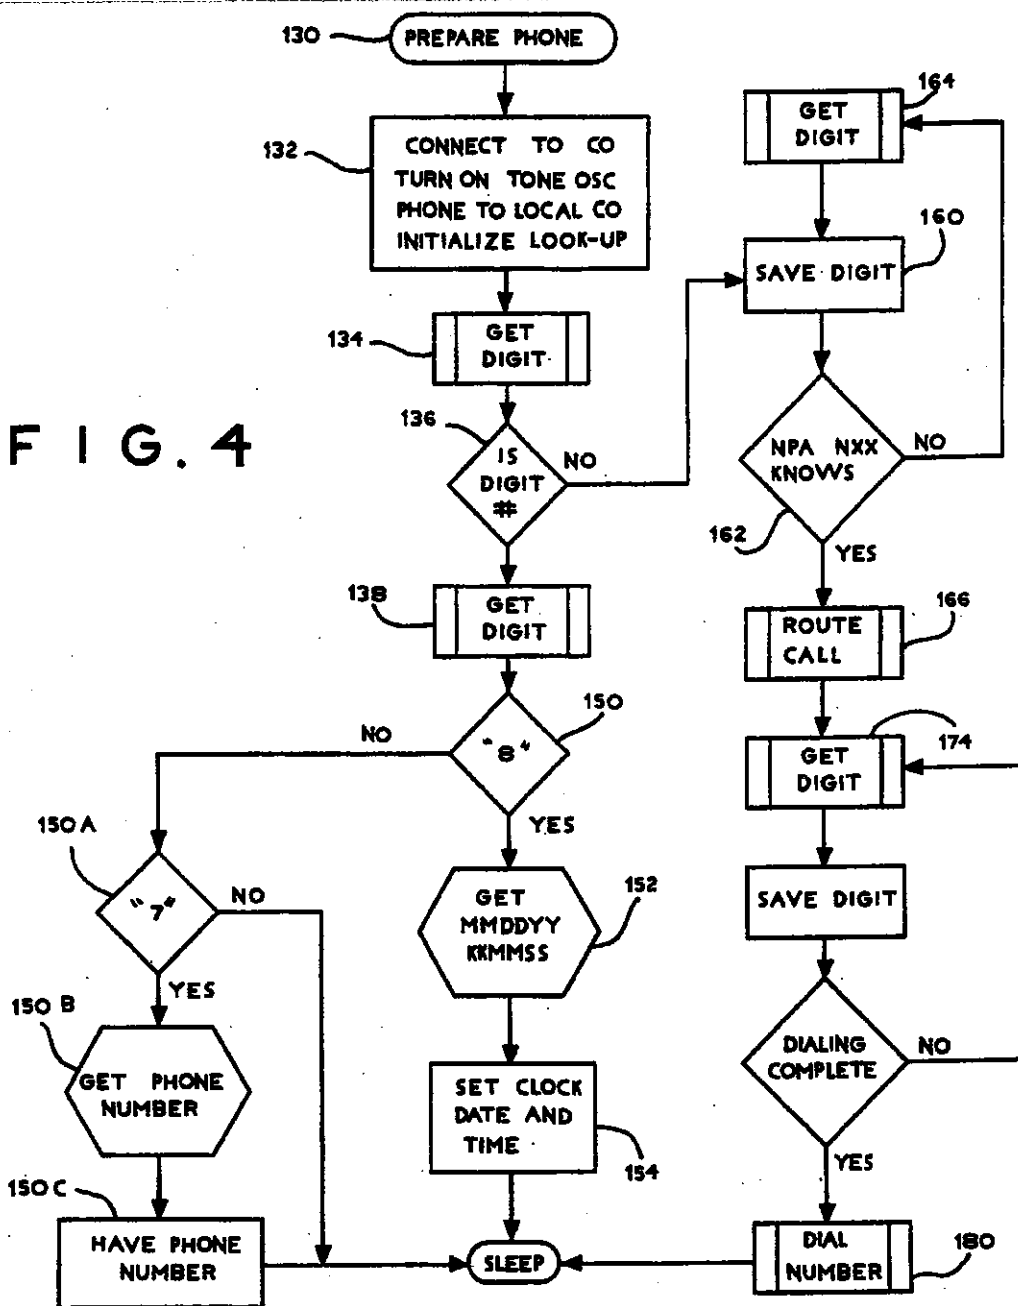 130
PREPARE PHONE
132
CONNECT TO CO
TURN ON TONE OSC
PHONE TO LOCAL CO
INITIALIZE LOOK-UP
134
GET
DIGIT
136
IS
DIGIT
#
NO
FIG. 4
138
GET
DIGIT
150
"8"
NO
YES
150A
"7"
NO
YES
150B
GET PHONE
NUMBER
150C
HAVE PHONE
NUMBER
152
GET
MMDDYY
KKMMSS
SET CLOCK
DATE AND
TIME
154
SLEEP
164
GET
DIGIT
160
SAVE DIGIT
NPA NXX
KNOWS
NO
162
YES
166
ROUTE
CALL
174
GET
DIGIT
SAVE DIGIT
DIALING
COMPLETE
NO
YES
DIAL
NUMBER
180